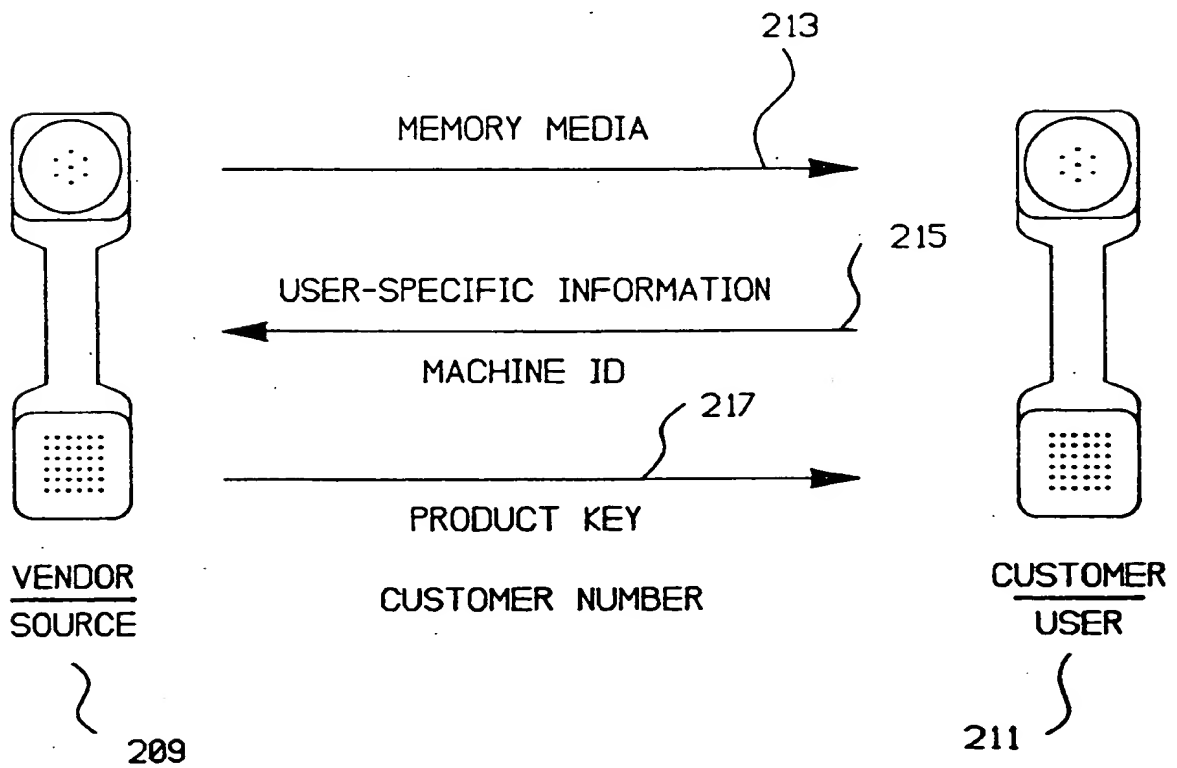 213
MEMORY MEDIA
215
USER-SPECIFIC INFORMATION
MACHINE ID
217
PRODUCT KEY
CUSTOMER NUMBER
VENDOR
SOURCE
CUSTOMER
USER
209
211